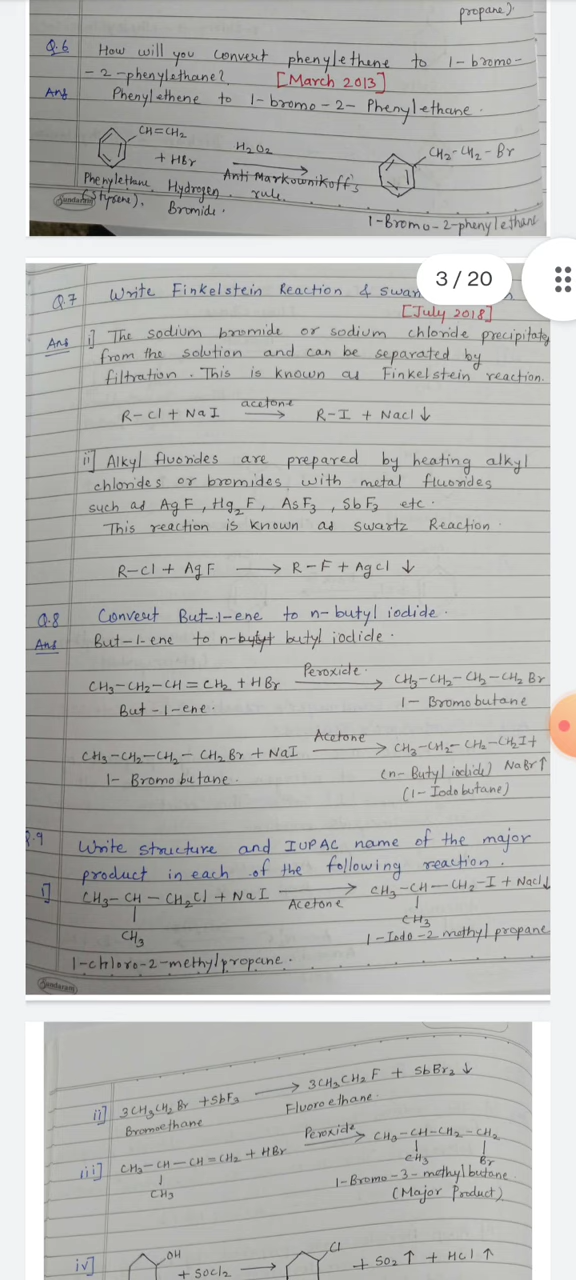 propane).
Q.6 How will you convert phenylethene to 1-bromo-
-2-phenylethane? [March 2013]
Ans Phenylethene to 1-bromo-2-Phenylethane.
CH=CH₂
+ HBr H₂O₂ CH₂-CH₂-Br
Anti Markownikoff's
rule.
Phenylethane Hydrogen
(Styrene). Bromide.
1-Bromo-2-phenylethane
Sundaram
3 / 20
Q.7 Write Finkelstein Reaction & swar
[July 2018]
Ans i] The sodium bromide or sodium chloride precipitate
from the solution and can be separated by
filtration. This is known as Finkelstein reaction.
R-Cl + NaI acetone → R-I + NaCl ↓
ii] Alkyl fluorides are prepared by heating alkyl
chlorides or bromides with metal fluorides
such as AgF, Hg₂F, AsF₃, SbF₃ etc.
This reaction is known as swartz Reaction.
R-Cl + AgF → R-F + AgCl ↓
Q.8 Convert But-1-ene to n-butyl iodide.
Ans But-1-ene to n-butyl iodide.
CH₃-CH₂-CH=CH₂ + HBr Peroxide → CH₃-CH₂-CH₂-CH₂Br
But-1-ene. 1-Bromobutane
CH₃-CH₂-CH₂-CH₂Br + NaI Acetone → CH₃-CH₂-CH₂-CH₂I +
1-Bromobutane. (n-Butyl iodide) NaBr↑
(1-Iodobutane)
Q.9 Write structure and IUPAC name of the major
product in each of the following reaction.
i] CH₃-CH-CH₂Cl + NaI → Acetone CH₃-CH-CH₂-I + NaCl↓
CH₃ CH₃
1-Iodo-2 methyl propane
1-chloro-2-methylpropane.
Sundaram
ii] 3CH₃CH₂Br + SbF₃ → 3CH₃CH₂F + SbBr₃ ↓
Bromoethane Fluoroethane.
iii] CH₃-CH-CH=CH₂ + HBr Peroxide → CH₃-CH-CH₂-CH₂
CH₃ CH₃ Br
1-Bromo-3-methylbutane
(Major Product)
iv] OH + SOCl₂ → Cl + SO₂ ↑ + HCl ↑